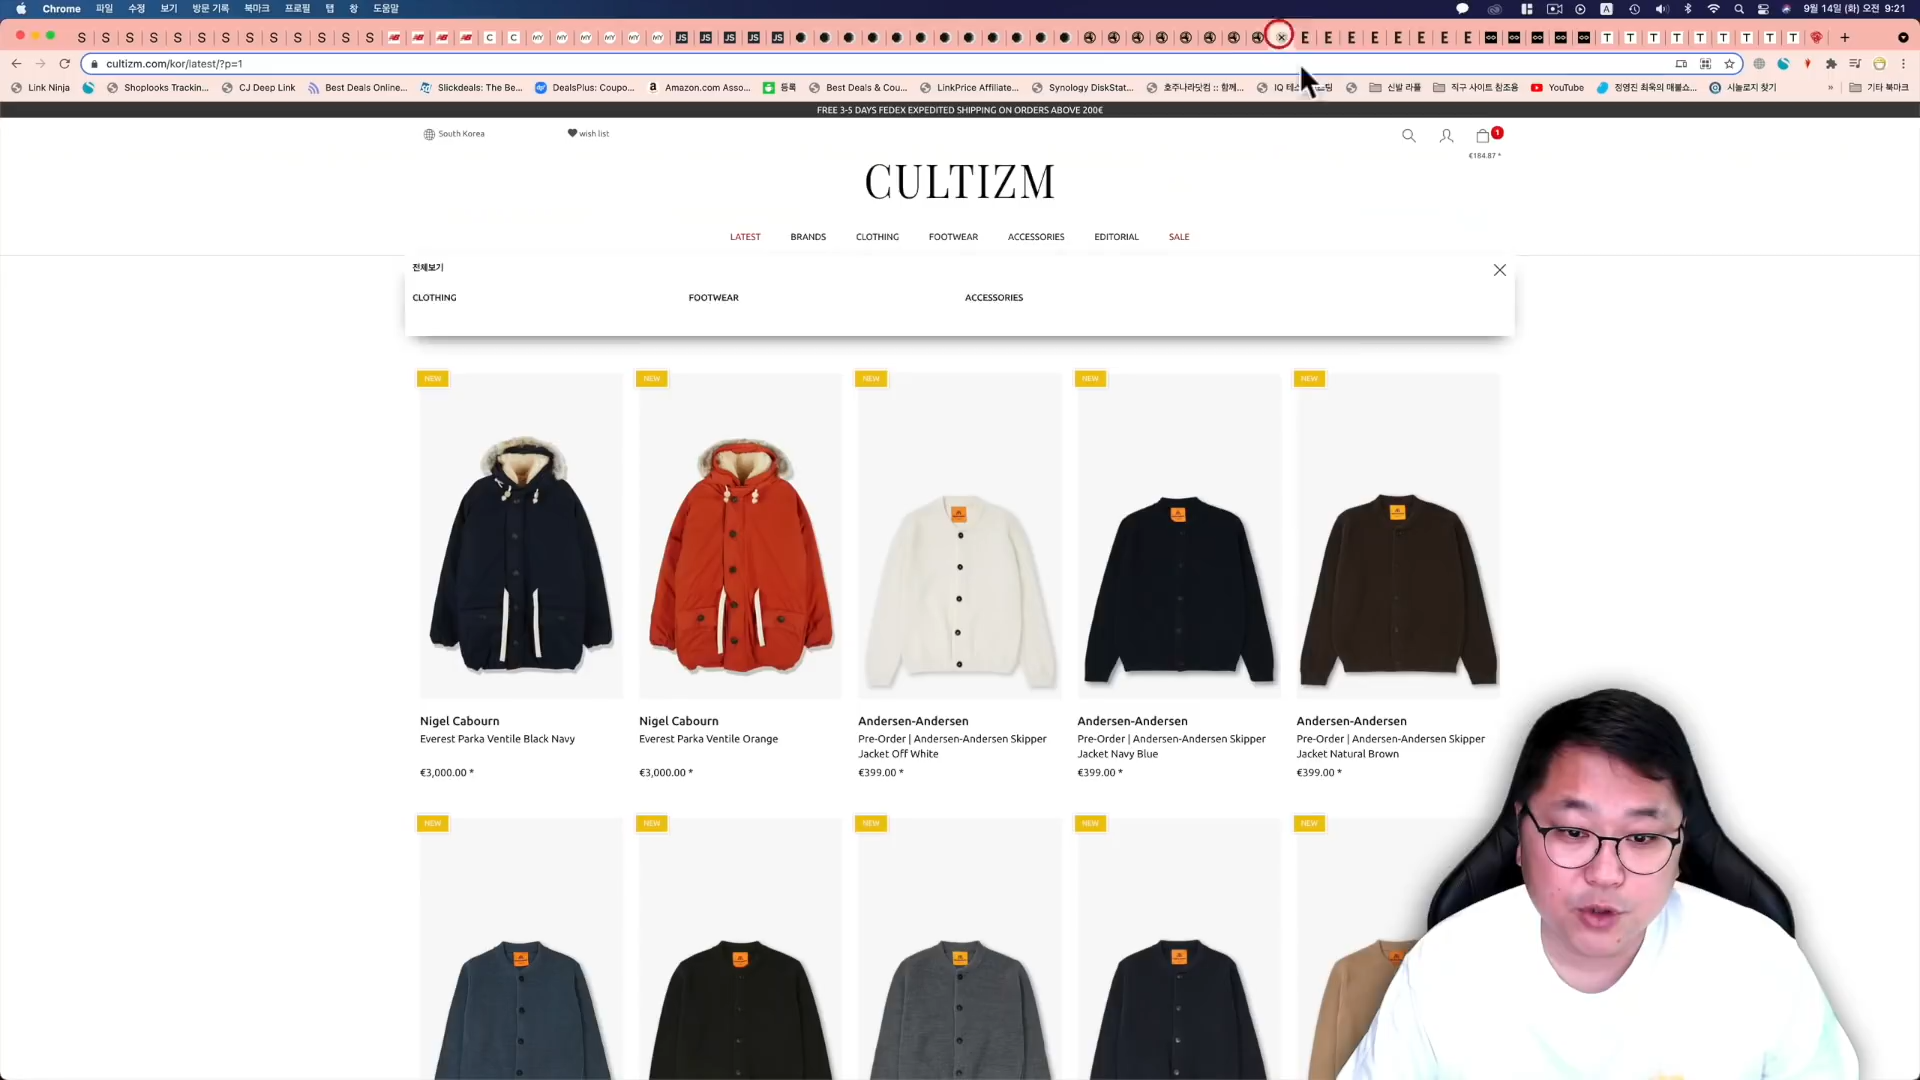 Chrome 파일 수정 보기 방문 기록 북마크 프로필 탭 창 도움말 9월 14일 (화) 오전 9:21
cultizm.com/kor/latest/?p=1
Link Ninja Shoplooks Trackin... CJ Deep Link Best Deals Online... Slickdeals: The Be... DealsPlus: Coupo... Amazon.com Asso... 등록 Best Deals & Cou... LinkPrice Affiliate... Synology DiskStat... 호주나라닷컴 :: 함께... 신발 라플 직구 사이트 참조용 YouTube 정영진 최욱의 매불쇼... 시놀로지 찾기 » 기타 북마크
FREE 3-5 DAYS FEDEX EXPEDITED SHIPPING ON ORDERS ABOVE 200€
South Korea wish list 1
€184.87 *
CULTIZM
LATEST BRANDS CLOTHING FOOTWEAR ACCESSORIES EDITORIAL SALE
전체보기
CLOTHING FOOTWEAR ACCESSORIES
NEW NEW NEW NEW NEW
Nigel Cabourn
Everest Parka Ventile Black Navy
€3,000.00 *
Nigel Cabourn
Everest Parka Ventile Orange
€3,000.00 *
Andersen-Andersen
Pre-Order | Andersen-Andersen Skipper
Jacket Off White
€399.00 *
Andersen-Andersen
Pre-Order | Andersen-Andersen Skipper
Jacket Navy Blue
€399.00 *
Andersen-Andersen
Pre-Order | Andersen-Andersen Skipper
Jacket Natural Brown
€399.00 *
NEW NEW NEW NEW NEW